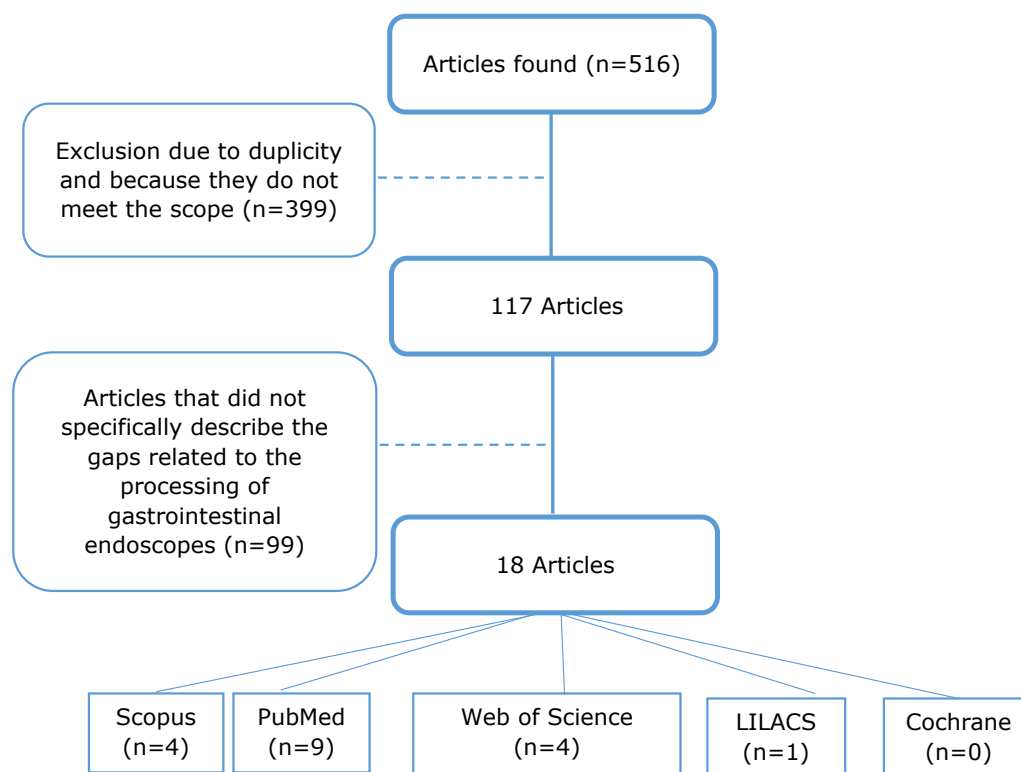 Articles found (n=516)
Exclusion due to duplicity
and because they do not
meet the scope (n=399)
117 Articles
Articles that did not
specifically describe the
gaps related to the
processing of
gastrointestinal
endoscopes (n=99)
18 Articles
Scopus
(n=4)
PubMed
(n=9)
Web of Science
(n=4)
LILACS
(n=1)
Cochrane
(n=0)